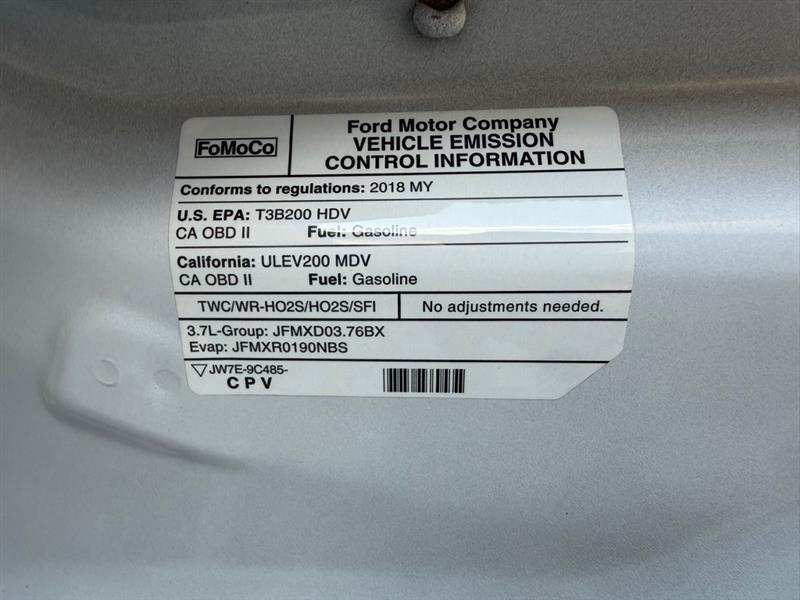 FoMoCo
Ford Motor Company
VEHICLE EMISSION
CONTROL INFORMATION
Conforms to regulations: 2018 MY
U.S. EPA: T3B200 HDV
CA OBD II Fuel: Gasoline
California: ULEV200 MDV
CA OBD II Fuel: Gasoline
TWC/WR-HO2S/HO2S/SFI No adjustments needed.
3.7L-Group: JFMXD03.76BX
Evap: JFMXR0190NBS
JW7E-9C485-
C P V